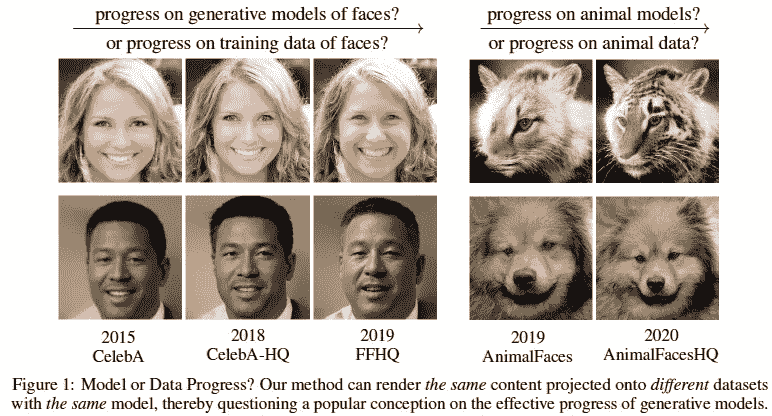 progress on generative models of faces?
or progress on training data of faces?
progress on animal models?
or progress on animal data?
2015
CelebA
2018
CelebA-HQ
2019
FFHQ
2019
AnimalFaces
2020
AnimalFacesHQ
Figure 1: Model or Data Progress? Our method can render the same content projected onto different datasets
with the same model, thereby questioning a popular conception on the effective progress of generative models.